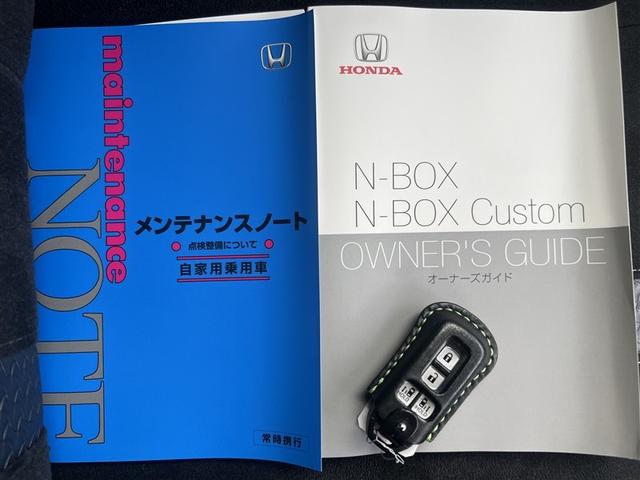 maintenance
NOTE
メンテナンスノート
点検整備について
自家用乗用車
常時携行
HONDA
N-BOX
N-BOX Custom
OWNER'S GUIDE
オーナーズガイド